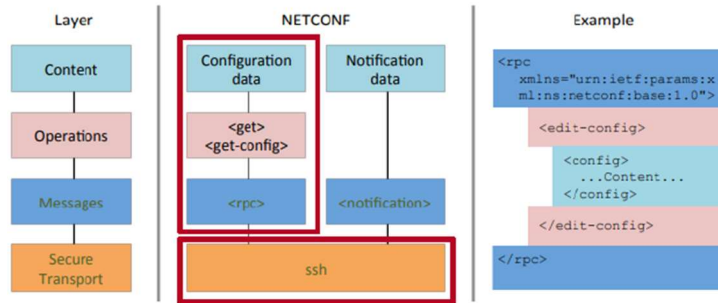 Layer
NETCONF
Example
Content
Operations
Messages
Secure
Transport
Configuration
data
Notification
data
<get>
<get-config>
<rpc>
<notification>
ssh
<rpc
xmlns="urn:ietf:params:x
ml:ns:netconf:base:1.0">
<edit-config>
<config>
...Content...
</config>
</edit-config>
</rpc>